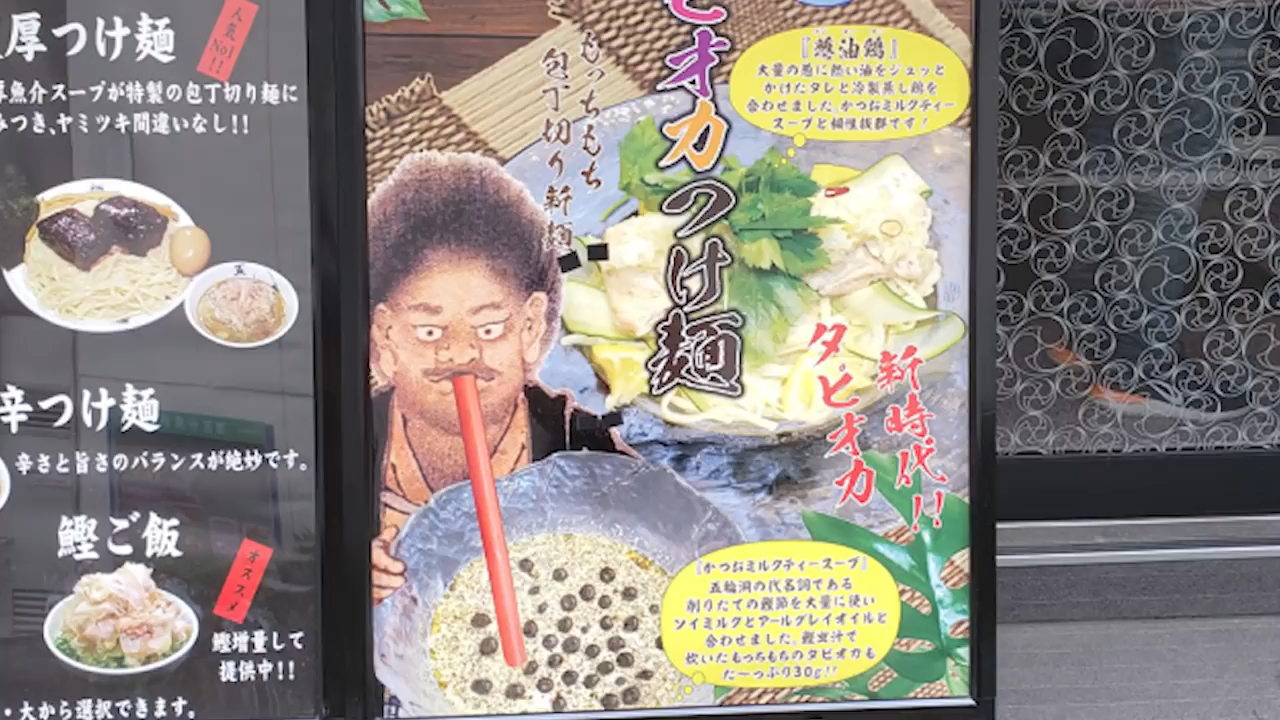 厚つけ麺
人気
No1
!!
魚介スープが特製の包丁切り麺に
みつき、ヤミツキ間違いなし!!
辛つけ麺
辛さと旨さのバランスが絶妙です。
鰹ご飯
オススメ
鰹増量して
提供中!!
・大から選択できます。
ピオカつけ麺
もっちもち
包丁切り新麺
『葱油鶏』
大量の葱に熱い油をジュッと
かけたタレと冷製蒸し鶏を
合わせました。かつおミルクティー
スープと相性抜群です!
新時代!!
タピオカ
『かつおミルクティースープ』
五輪洞の代名詞である
削りたての鰹節を大量に使い
ソイミルクとアールグレイオイルと
合わせました。鰹出汁で
炊いたもっちもちのタピオカも
た〜っぷり30g!!